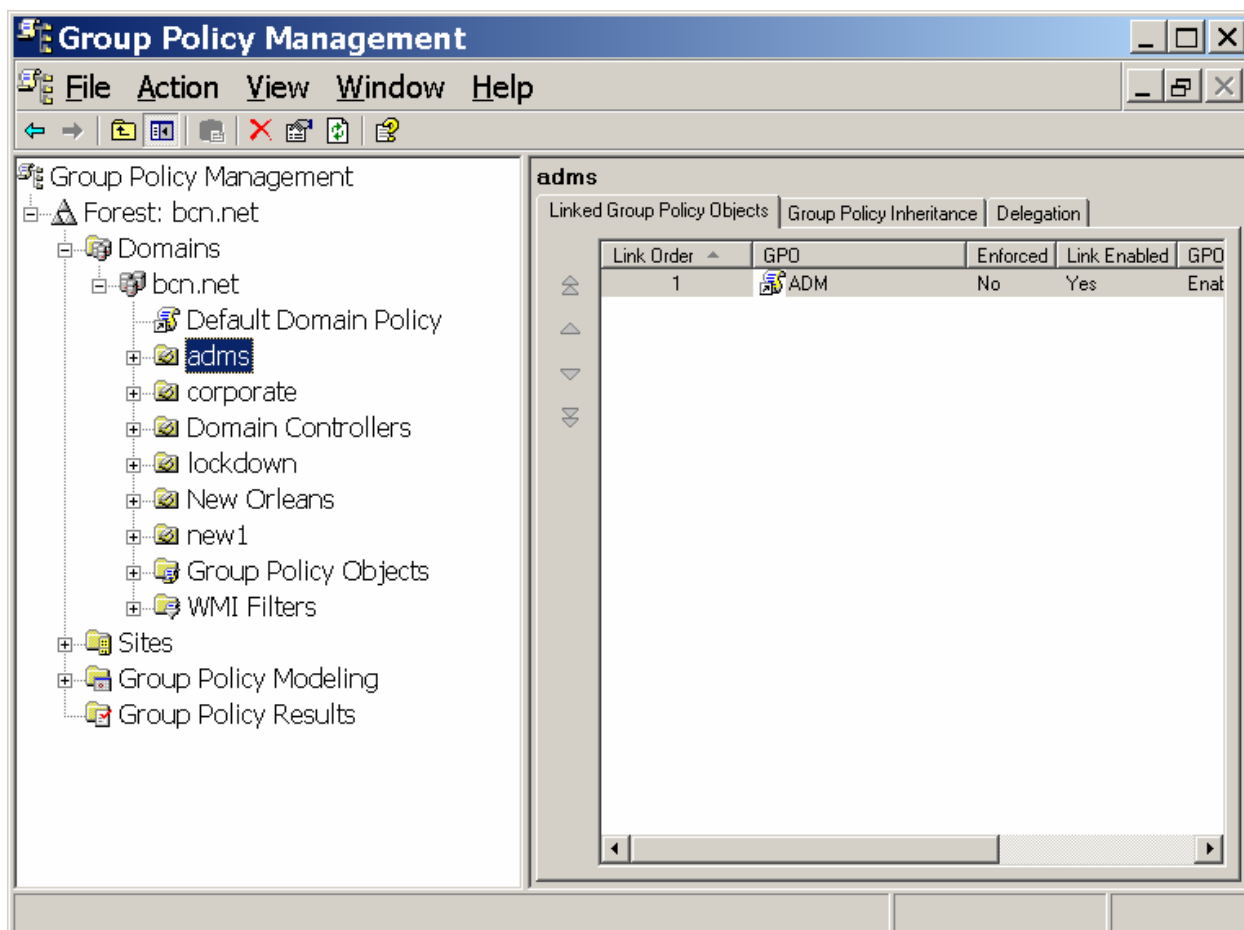 Group Policy Management
File Action View Window Help
Group Policy Management
Forest: bcn.net
Domains
bcn.net
Default Domain Policy
adms
corporate
Domain Controllers
lockdown
New Orleans
new1
Group Policy Objects
WMI Filters
Sites
Group Policy Modeling
Group Policy Results
adms
Linked Group Policy Objects Group Policy Inheritance Delegation
Link Order GPO Enforced Link Enabled GPO
1 ADM No Yes Enab